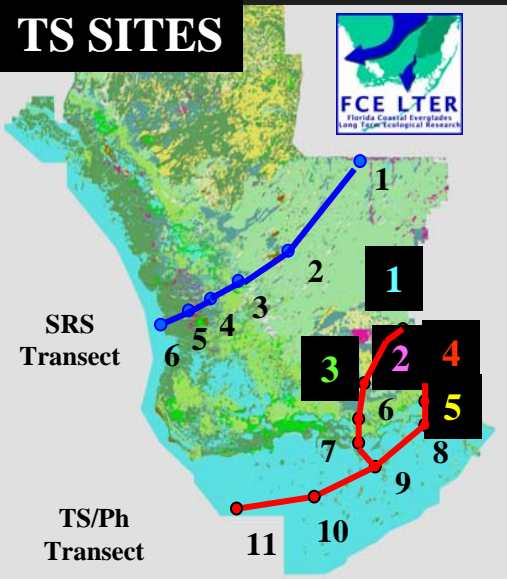 TS SITES
FCE LTER
Florida Coastal Everglades
Long Term Ecological Research
1
2
3
4
5
6
SRS
Transect
1
2
3
4
5
6
7
8
9
10
11
TS/Ph
Transect